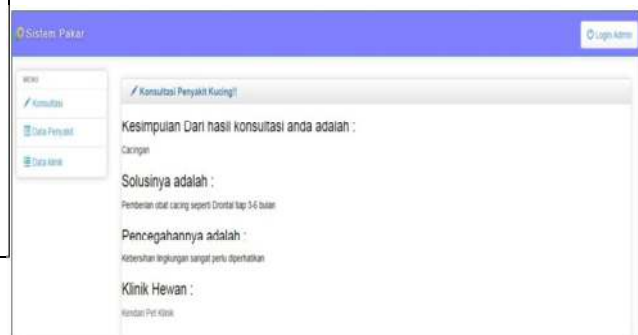 Sistem Pakar
Login Admin
MENU
Konsultasi
Data Penyakit
Data klinik
Konsultasi Penyakit Kucing!!
Kesimpulan Dari hasil konsultasi anda adalah :
Cacingan
Solusinya adalah :
Pemberian obat cacing seperti Drontal tiap 3-6 bulan
Pencegahannya adalah :
Kebersihan lingkungan sangat perlu diperhatikan
Klinik Hewan :
Pet Klinik